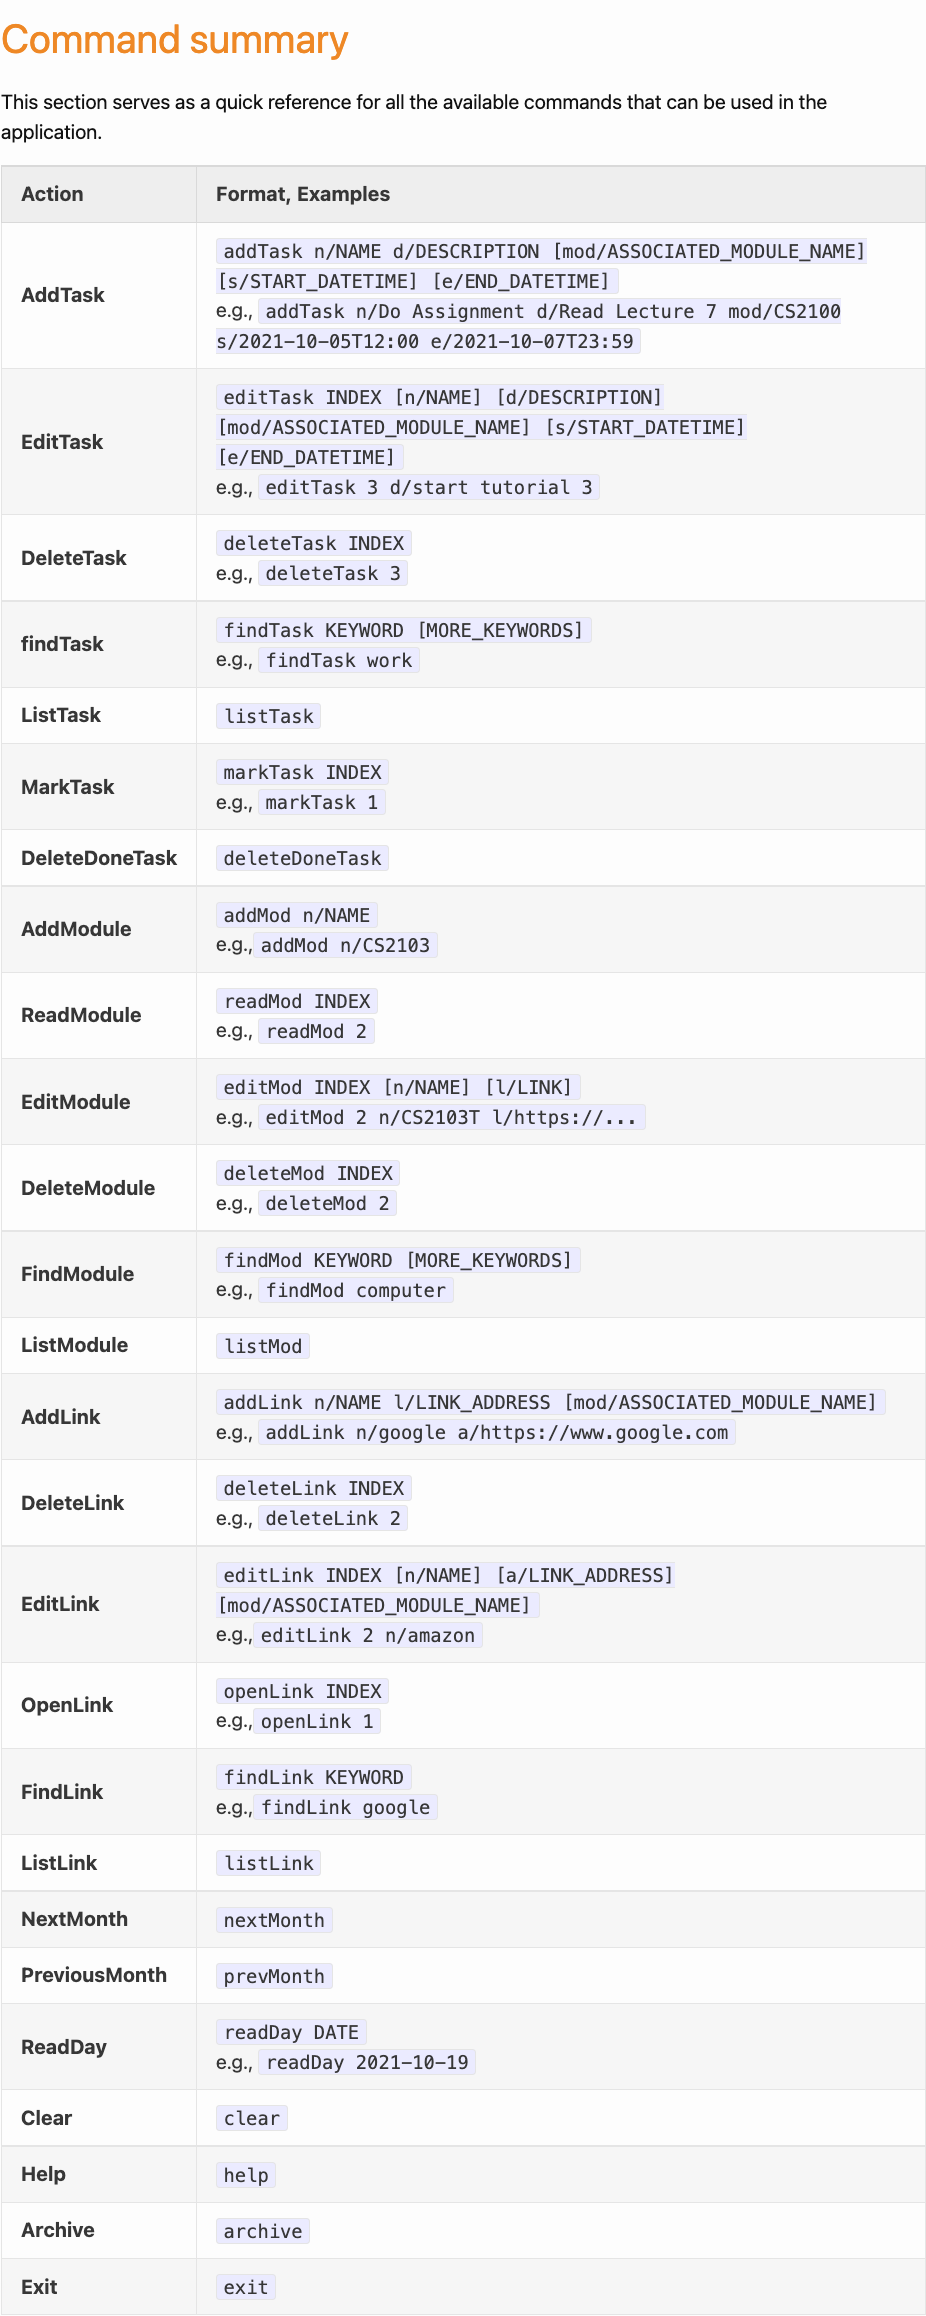 Command summary
This section serves as a quick reference for all the available commands that can be used in the
application.
Action
Format, Examples
AddTask
addTask n/NAME d/DESCRIPTION [mod/ASSOCIATED_MODULE_NAME]
[s/START_DATETIME] [e/END_DATETIME]
e.g., addTask n/Do Assignment d/Read Lecture 7 mod/CS2100
s/2021-10-05T12:00 e/2021-10-07T23:59
EditTask
editTask INDEX [n/NAME] [d/DESCRIPTION]
[mod/ASSOCIATED_MODULE_NAME] [s/START_DATETIME]
[e/END_DATETIME]
e.g., editTask 3 d/start tutorial 3
DeleteTask
deleteTask INDEX
e.g., deleteTask 3
findTask
findTask KEYWORD [MORE_KEYWORDS]
e.g., findTask work
ListTask
listTask
MarkTask
markTask INDEX
e.g., markTask 1
DeleteDoneTask
deleteDoneTask
AddModule
addMod n/NAME
e.g., addMod n/CS2103
ReadModule
readMod INDEX
e.g., readMod 2
EditModule
editMod INDEX [n/NAME] [l/LINK]
e.g., editMod 2 n/CS2103T l/https://...
DeleteModule
deleteMod INDEX
e.g., deleteMod 2
FindModule
findMod KEYWORD [MORE_KEYWORDS]
e.g., findMod computer
ListModule
listMod
AddLink
addLink n/NAME l/LINK_ADDRESS [mod/ASSOCIATED_MODULE_NAME]
e.g., addLink n/google a/https://www.google.com
DeleteLink
deleteLink INDEX
e.g., deleteLink 2
EditLink
editLink INDEX [n/NAME] [a/LINK_ADDRESS]
[mod/ASSOCIATED_MODULE_NAME]
e.g., editLink 2 n/amazon
OpenLink
openLink INDEX
e.g., openLink 1
FindLink
findLink KEYWORD
e.g., findLink google
ListLink
listLink
NextMonth
nextMonth
PreviousMonth
prevMonth
ReadDay
readDay DATE
e.g., readDay 2021-10-19
Clear
clear
Help
help
Archive
archive
Exit
exit